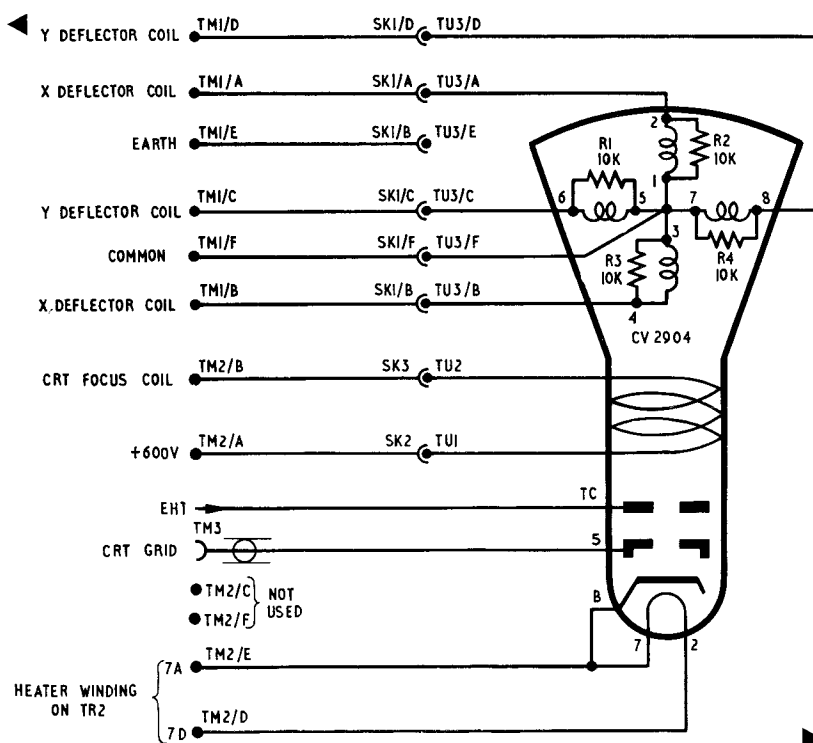 Y DEFLECTOR COIL TM1/D SK1/D TU3/D
X DEFLECTOR COIL TM1/A SK1/A TU3/A
EARTH TM1/E SK1/B TU3/E
Y DEFLECTOR COIL TM1/C SK1/C TU3/C
COMMON TM1/F SK1/F TU3/F
X DEFLECTOR COIL TM1/B SK1/B TU3/B
2
R1
10K
R2
10K
1
6
5
7
8
3
R3
10K
R4
10K
4
CV 2904
CRT FOCUS COIL TM2/B SK3 TU2
+600V TM2/A SK2 TU1
EHT TC
CRT GRID TM3 5
TM2/C
TM2/F
NOT
USED
B
7 2
7A TM2/E
HEATER WINDING
ON TR2
7D TM2/D